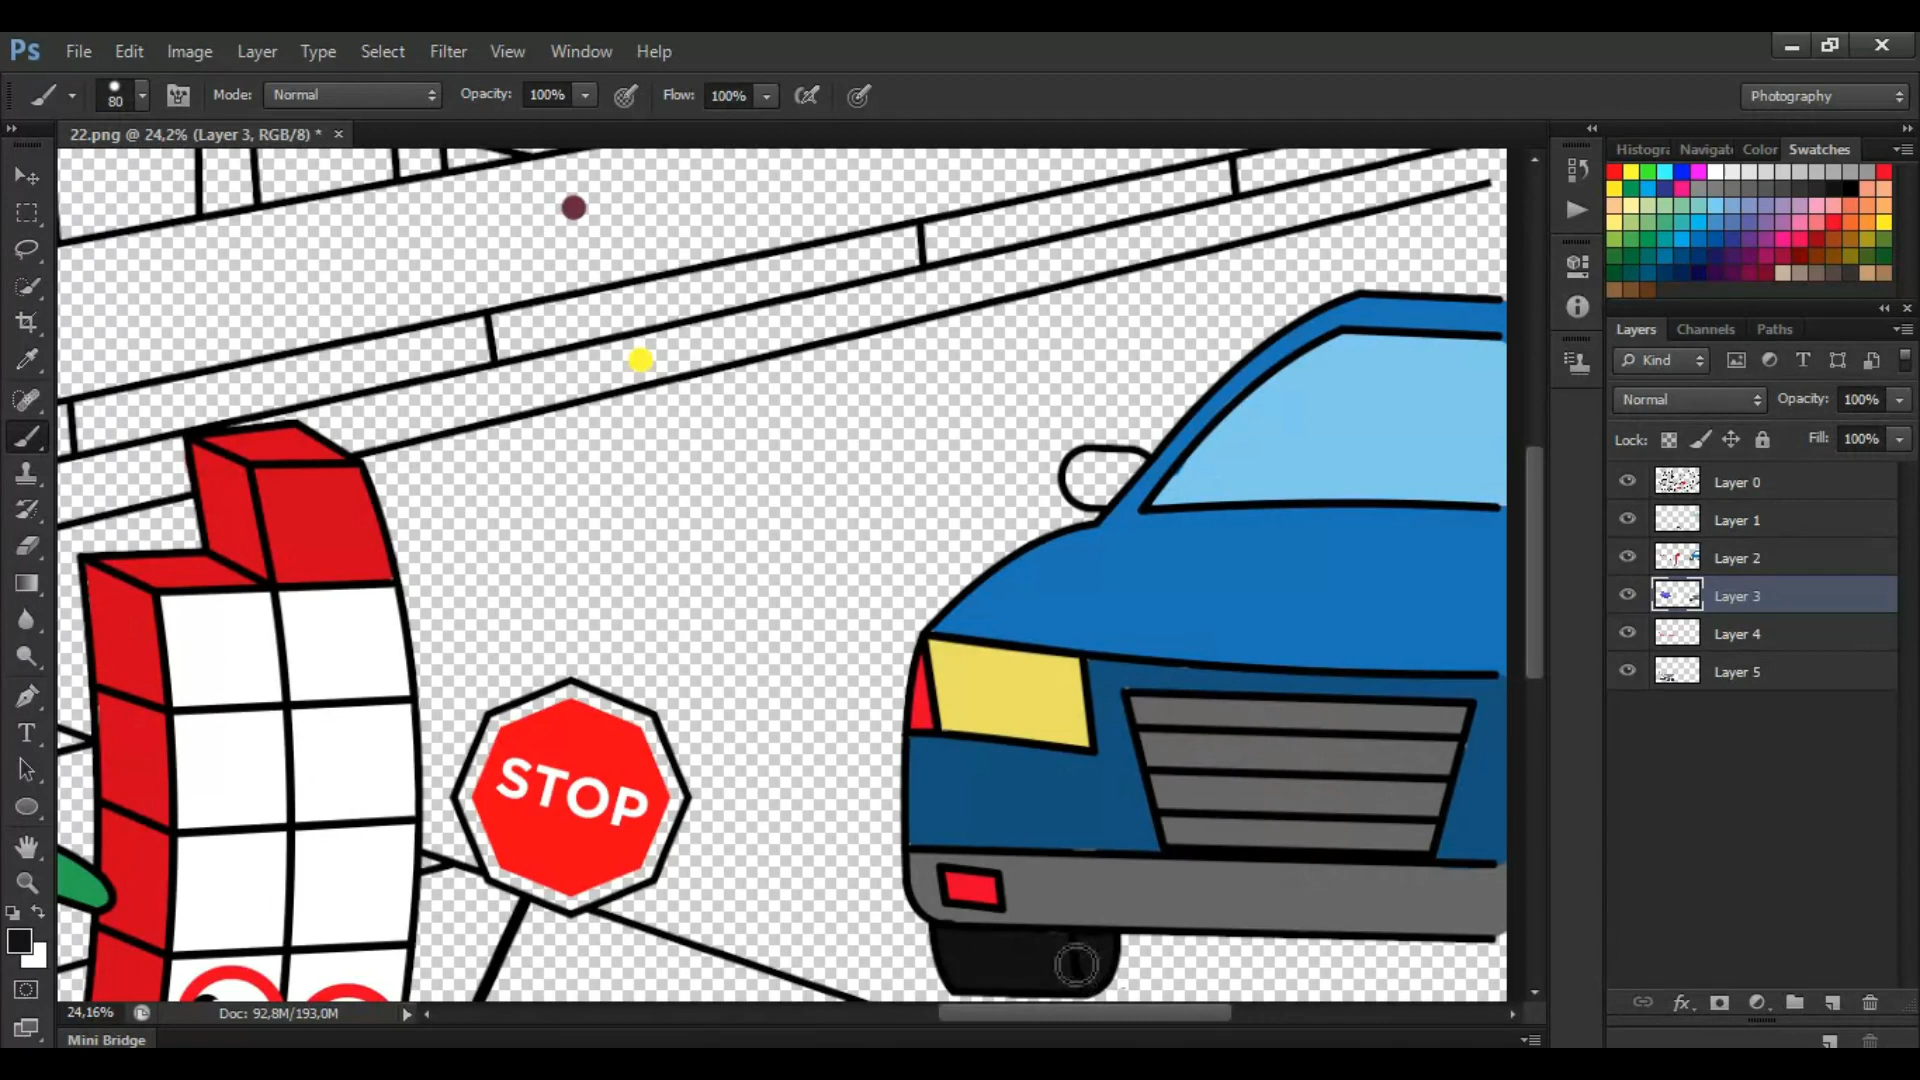 Ps File Edit Image Layer Type Select Filter View Window Help
80 Mode: Normal Opacity: 100% Flow: 100% Photography
22.png @ 24,2% (Layer 3, RGB/8) * ×
Histogra Navigato Color Swatches
Layers Channels Paths
Kind
Normal Opacity: 100%
Lock: Fill: 100%
Layer 0
Layer 1
Layer 2
Layer 3
Layer 4
Layer 5
STOP
24,16% Doc: 92,8M/193,0M
Mini Bridge